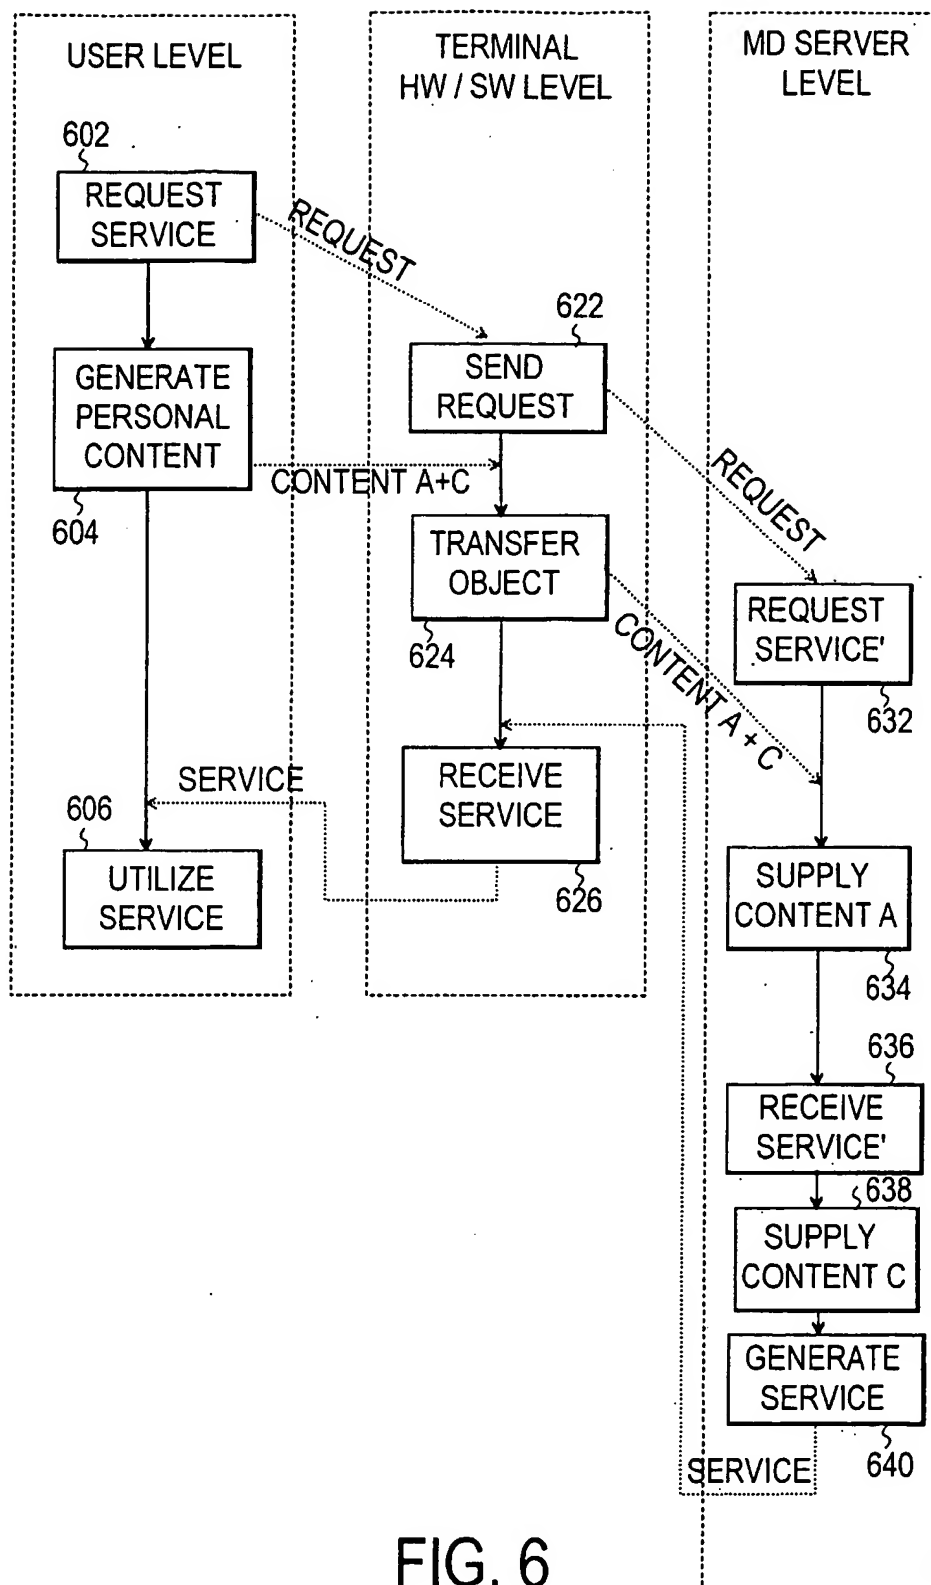 USER LEVEL
TERMINAL
HW / SW LEVEL
MD SERVER
LEVEL
602
REQUEST
SERVICE
REQUEST
622
GENERATE
PERSONAL
CONTENT
604
SEND
REQUEST
CONTENT A+C
REQUEST
TRANSFER
OBJECT
624
CONTENT A + C
REQUEST
SERVICE'
632
SERVICE
RECEIVE
SERVICE
626
606
UTILIZE
SERVICE
SUPPLY
CONTENT A
634
636
RECEIVE
SERVICE'
638
SUPPLY
CONTENT C
GENERATE
SERVICE
640
SERVICE
FIG. 6